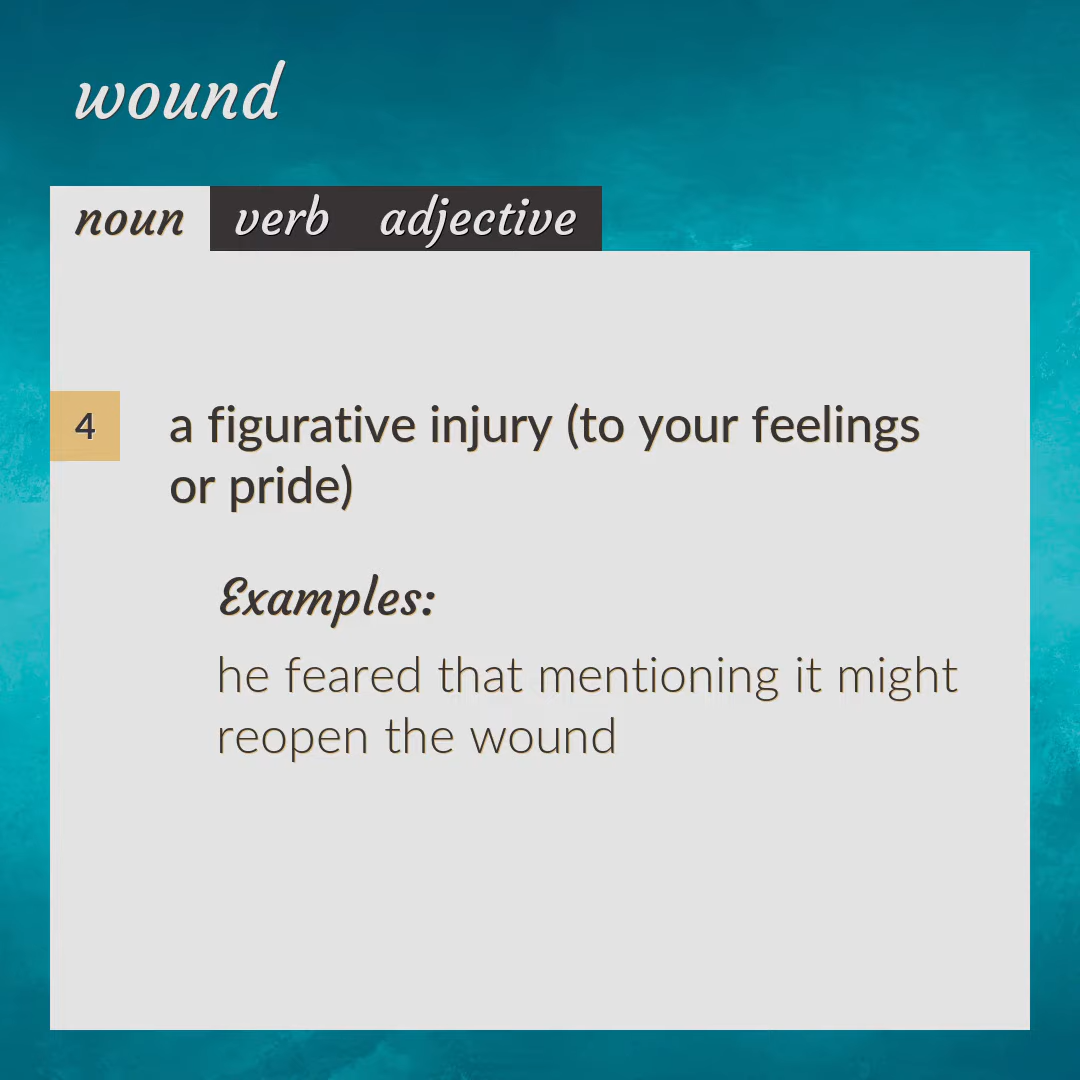 wound
noun verb adjective
4 a figurative injury (to your feelings
or pride)
Examples:
he feared that mentioning it might
reopen the wound